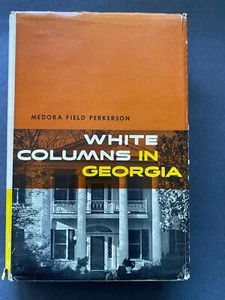 MEDORA FIELD PERKERSON
WHITE
COLUMNS IN
GEORGIA